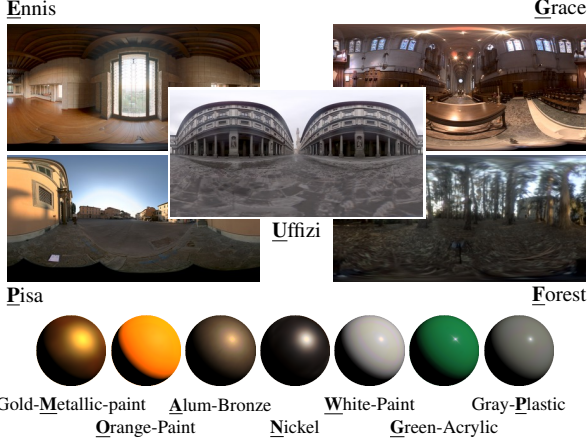 Ennis
Grace
Uffizi
Pisa
Forest
Gold-Metallic-paint
Alum-Bronze
White-Paint
Gray-Plastic
Orange-Paint
Nickel
Green-Acrylic